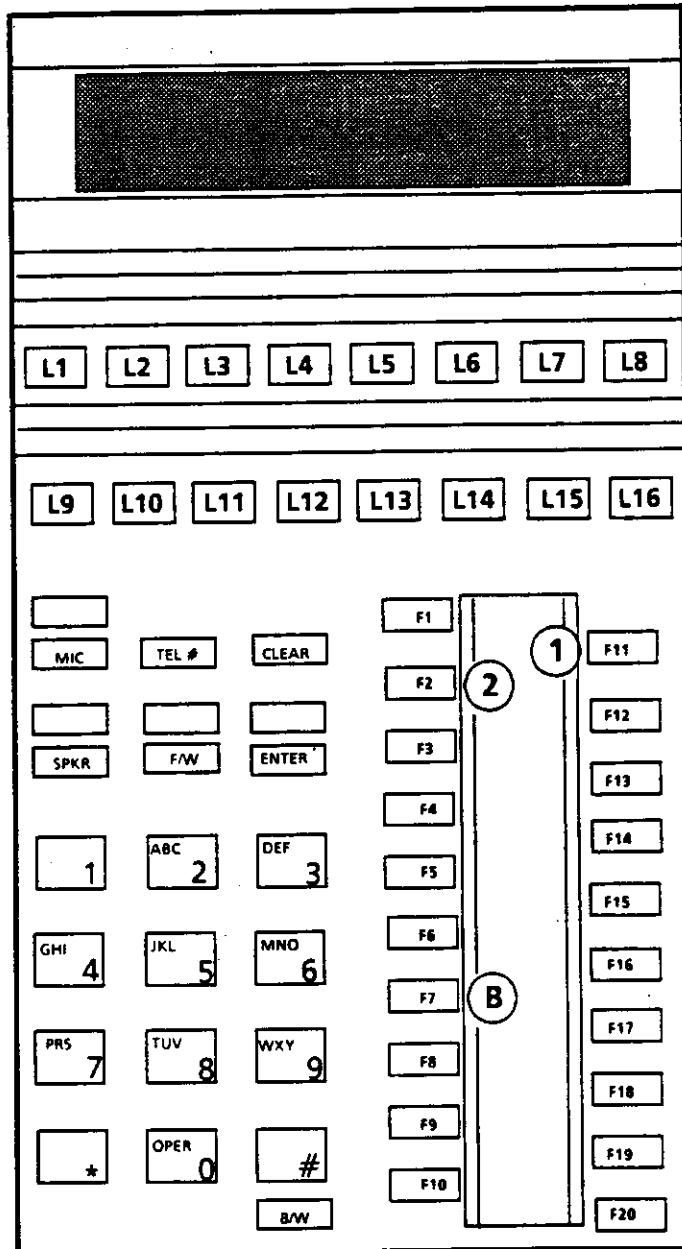 L1 L2 L3 L4 L5 L6 L7 L8
L9 L10 L11 L12 L13 L14 L15 L16
MIC TEL # CLEAR
SPKR F/W ENTER
1 ABC 2 DEF 3
GHI 4 JKL 5 MNO 6
PRS 7 TUV 8 WXY 9
* OPER 0 #
B/W
F1
F2 2
F3
F4
F5
F6
F7 B
F8
F9
F10
1 F11
F12
F13
F14
F15
F16
F17
F18
F19
F20